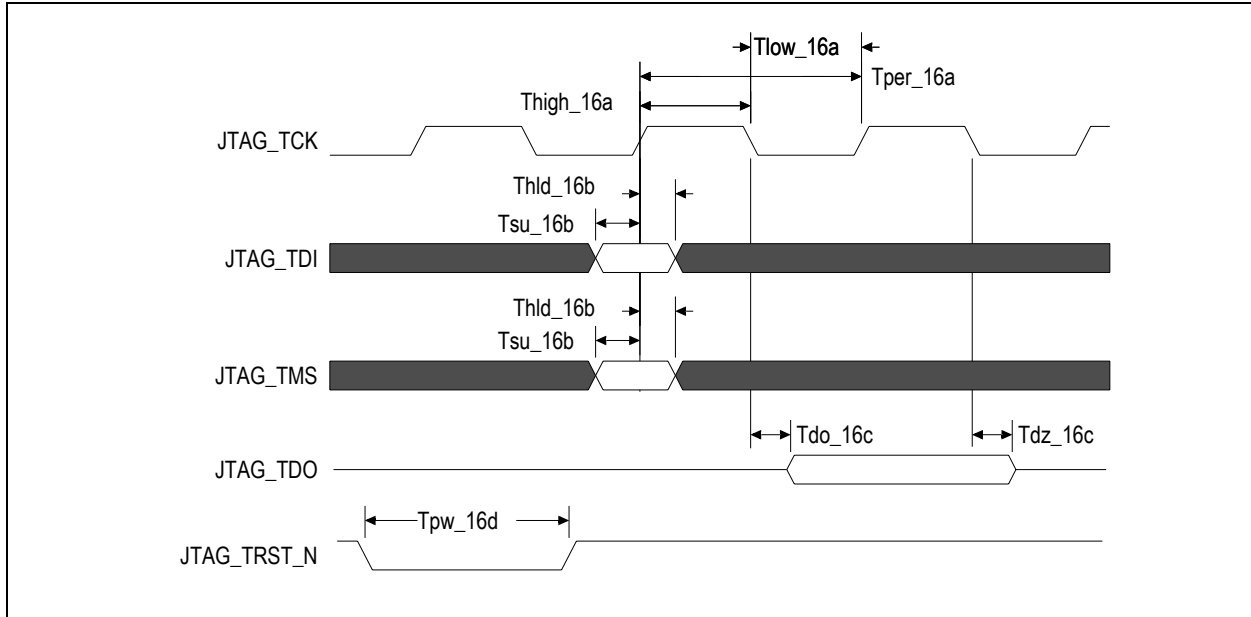 Tlow_16a
Tper_16a
Thigh_16a
JTAG_TCK
Thld_16b
Tsu_16b
JTAG_TDI
Thld_16b
Tsu_16b
JTAG_TMS
Tdo_16c
Tdz_16c
JTAG_TDO
Tpw_16d
JTAG_TRST_N